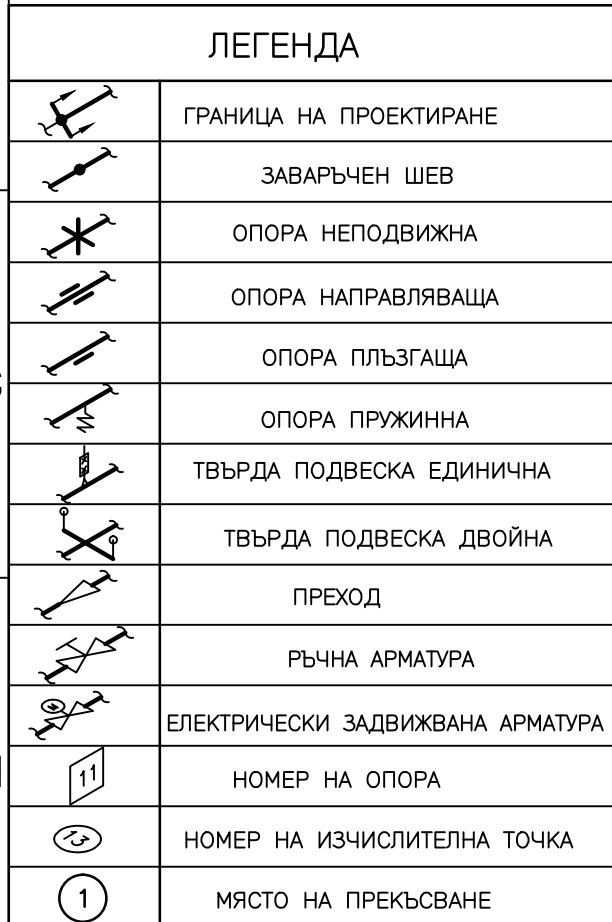 ЛЕГЕНДА
ГРАНИЦА НА ПРОЕКТИРАНЕ
ЗАВАРЪЧЕН ШЕВ
ОПОРА НЕПОДВИЖНА
ОПОРА НАПРАВЛЯВАЩА
ОПОРА ПЛЪЗГАЩА
ОПОРА ПРУЖИННА
ТВЪРДА ПОДВЕСКА ЕДИНИЧНА
ТВЪРДА ПОДВЕСКА ДВОЙНА
ПРЕХОД
РЪЧНА АРМАТУРА
ЕЛЕКТРИЧЕСКИ ЗАДВИЖВАНА АРМАТУРА
11 НОМЕР НА ОПОРА
13 НОМЕР НА ИЗЧИСЛИТЕЛНА ТОЧКА
1 МЯСТО НА ПРЕКЪСВАНЕ